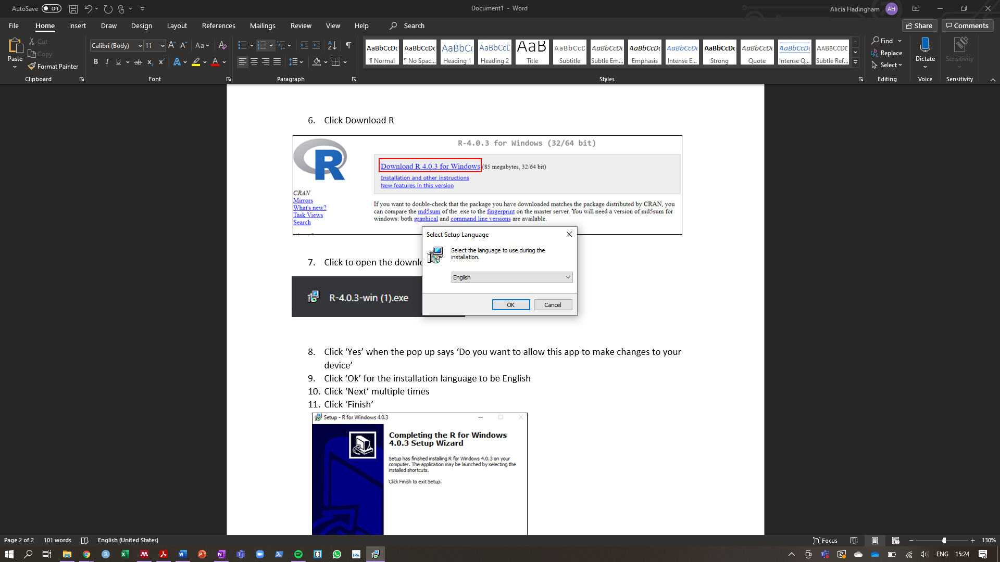 AutoSave Off
Document1 - Word
Alicia Hadingham AH
File Home Insert Draw Design Layout References Mailings Review View Help Search
Share Comments
Paste Cut
Copy
Format Painter
Clipboard
Calibri (Body) 11
Font
Paragraph
AaBbCcDc AaBbCcDc AaBbC AaBbCcD AaB AaBbCcD AaBbCcDc AaBbCcDc AaBbCcDc AaBbCcDc AaBbCcDc AaBbCcDc AABBCCDD
¶ Normal ¶ No Spac... Heading 1 Heading 2 Title Subtitle Subtle Em... Emphasis Intense E... Strong Quote Intense Q... Subtle Ref...
Styles
Find
Replace
Select
Editing
Dictate
Voice
Sensitivity
Sensitivity
6. Click Download R
R-4.0.3 for Windows (32/64 bit)
Download R 4.0.3 for Windows (85 megabytes, 32/64 bit)
Installation and other instructions
New features in this version
CRAN
Mirrors
What's new?
Task Views
Search
If you want to double-check that the package you have downloaded matches the package distributed by CRAN, you
can compare the md5sum of the .exe to the fingerprint on the master server. You will need a version of md5sum for
windows: both graphical and command line versions are available.
Select Setup Language
Select the language to use during the
installation.
English
OK Cancel
7. Click to open the downlo
R-4.0.3-win (1).exe
8. Click ‘Yes’ when the pop up says ‘Do you want to allow this app to make changes to your
device’
9. Click ‘Ok’ for the installation language to be English
10. Click ‘Next’ multiple times
11. Click ‘Finish’
Setup - R for Windows 4.0.3
Completing the R for Windows
4.0.3 Setup Wizard
Setup has finished installing R for Windows 4.0.3 on your
computer. The application may be launched by selecting the
installed shortcuts.
Click Finish to exit Setup.
Page 2 of 2 101 words English (United States)
Focus 130%
ENG 15:24